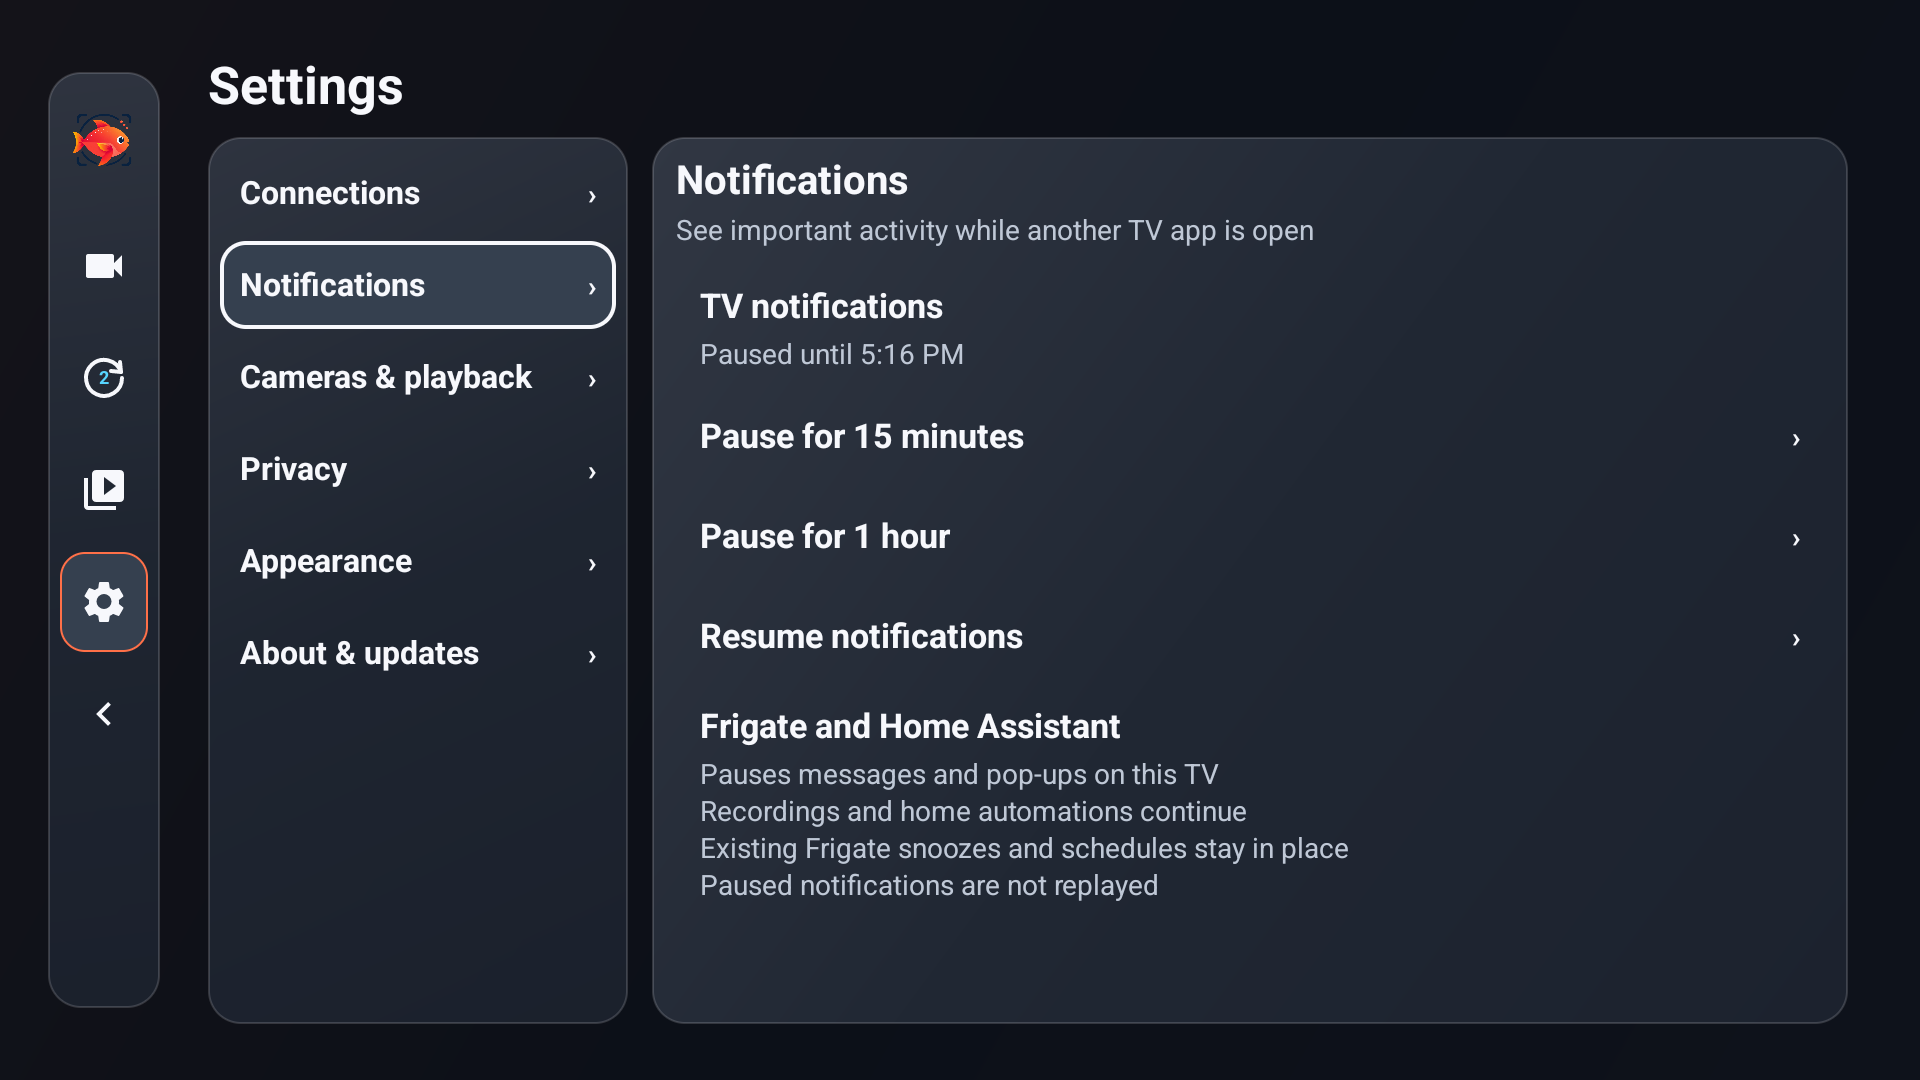 Settings
2
Connections
Notifications
Cameras & playback
Privacy
Appearance
About & updates
Notifications
See important activity while another TV app is open
TV notifications
Paused until 5:16 PM
Pause for 15 minutes
Pause for 1 hour
Resume notifications
Frigate and Home Assistant
Pauses messages and pop-ups on this TV
Recordings and home automations continue
Existing Frigate snoozes and schedules stay in place
Paused notifications are not replayed